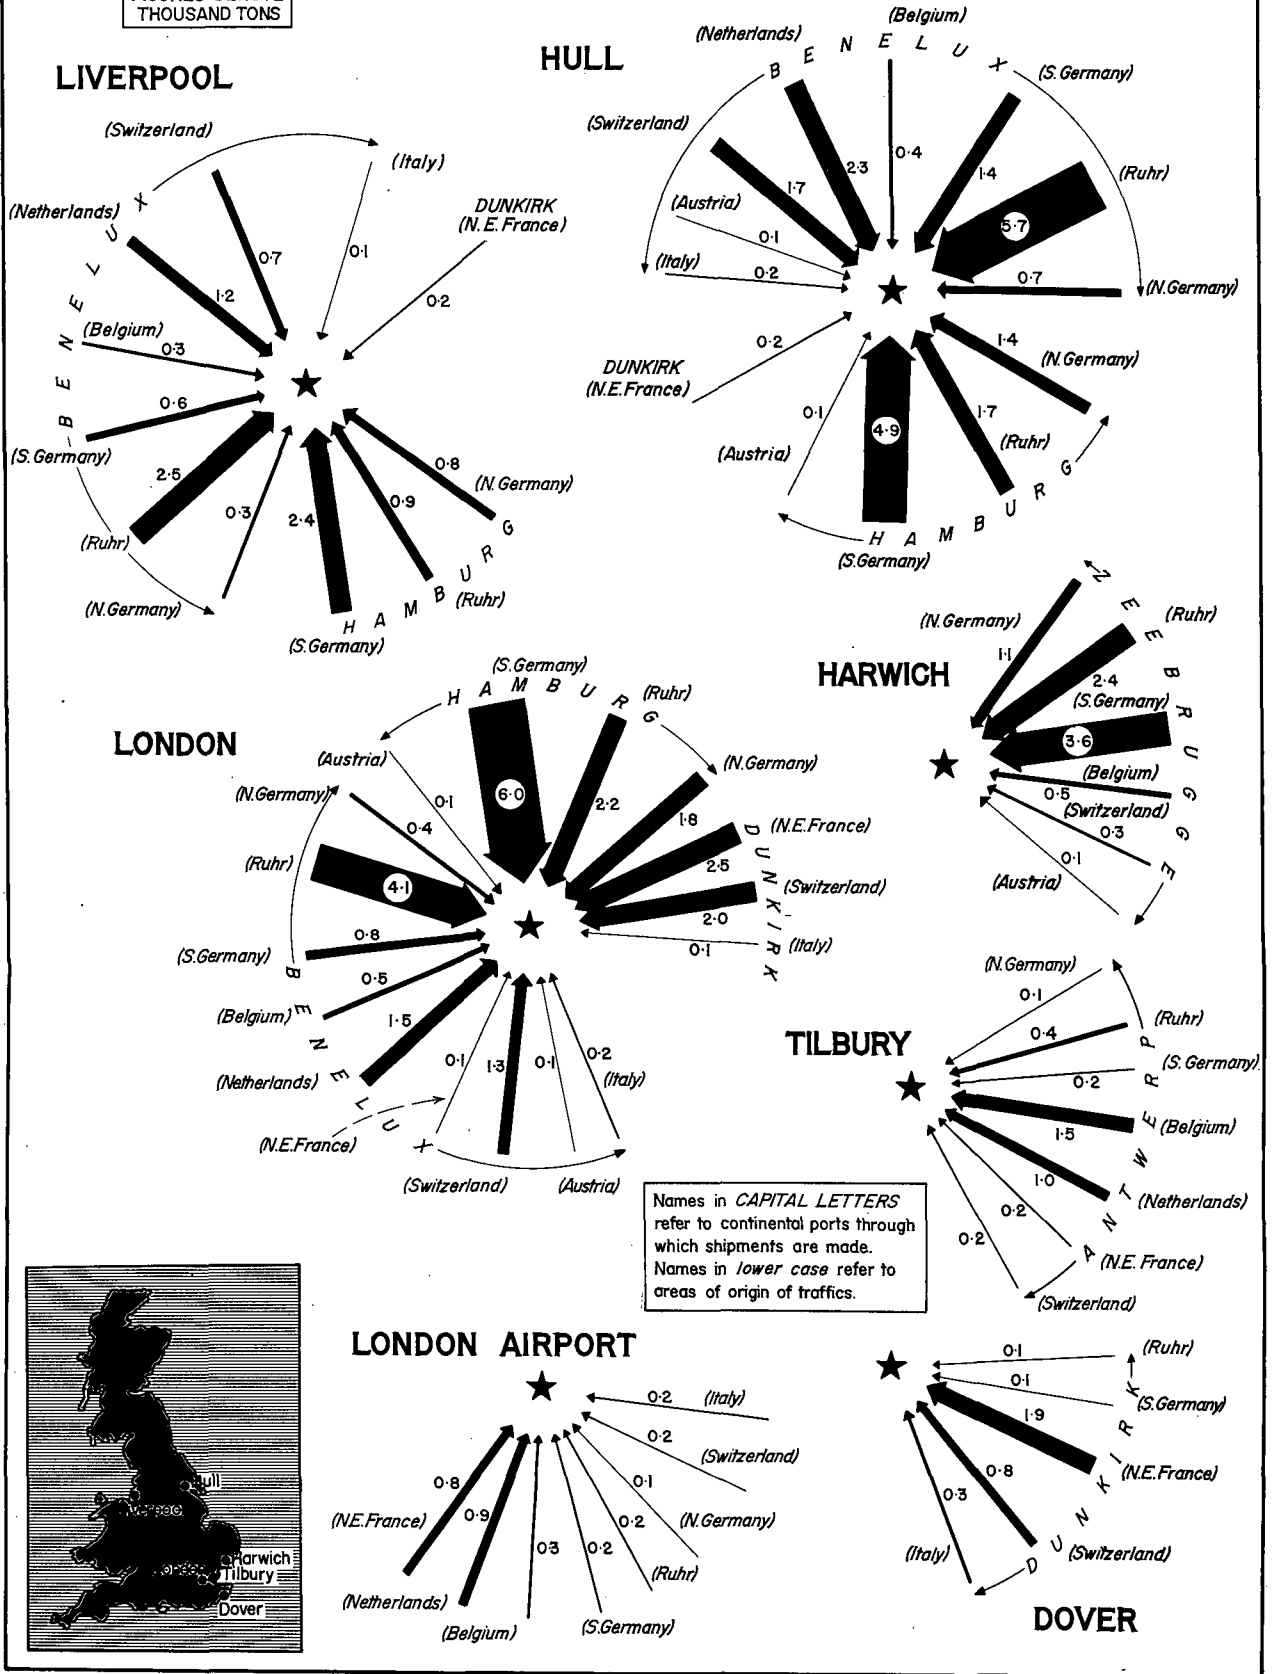 THOUSAND TONS
LIVERPOOL
(Switzerland)
(Italy)
(Netherlands)
DUNKIRK
(N.E.France)
0·7
0·1
1·2
0·2
(Belgium)
0·3
0·6
(S.Germany)
2·5
0·3
2·4
0·9
0·8
(N.Germany)
(Ruhr)
(N.Germany)
(Ruhr)
(S.Germany)
BENELUX
HAMBURG
HULL
(Netherlands)
(Belgium)
BENELUX
(S.Germany)
(Switzerland)
(Ruhr)
(Austria)
(Italy)
(N.Germany)
2·3
0·4
1·4
1·7
5·7
0·1
0·2
0·7
0·2
1·4
(N.Germany)
DUNKIRK
(N.E.France)
0·1
4·9
1·7
(Ruhr)
(Austria)
HAMBURG
(S.Germany)
HARWICH
ZEEBRUGGE
(N.Germany)
1·1
(Ruhr)
2·4
(S.Germany)
3·6
(Belgium)
0·5
(Switzerland)
0·3
0·1
(Austria)
LONDON
(S.Germany)
HAMBURG
(Ruhr)
(Austria)
(N.Germany)
(N.Germany)
0·1
6·0
2·2
1·8
0·4
(Ruhr)
4·1
(N.E.France)
2·5
DUNKIRK
(Switzerland)
2·0
0·1
(Italy)
0·8
(S.Germany)
0·5
(Belgium)
1·5
(Netherlands)
BENELUX
0·1
1·3
0·1
0·2
(Italy)
(N.E.France)
(Switzerland)
(Austria)
TILBURY
(N.Germany)
0·1
0·4
(Ruhr)
0·2
(S.Germany)
1·5
(Belgium)
1·0
(Netherlands)
0·2
0·2
(N.E. France)
(Switzerland)
ANTWERP
Names in CAPITAL LETTERS
refer to continental ports through
which shipments are made.
Names in lower case refer to
areas of origin of traffics.
LONDON AIRPORT
0·2
(Italy)
0·2
(Switzerland)
0·1
(N.Germany)
0·2
(Ruhr)
0·2
(S.Germany)
0·3
(Belgium)
0·9
(Netherlands)
0·8
(N.E.France)
0·1
(Ruhr)
0·1
(S.Germany)
1·9
(N.E.France)
0·8
(Switzerland)
0·3
(Italy)
DUNKIRK
DOVER
Harwich
Tilbury
Dover